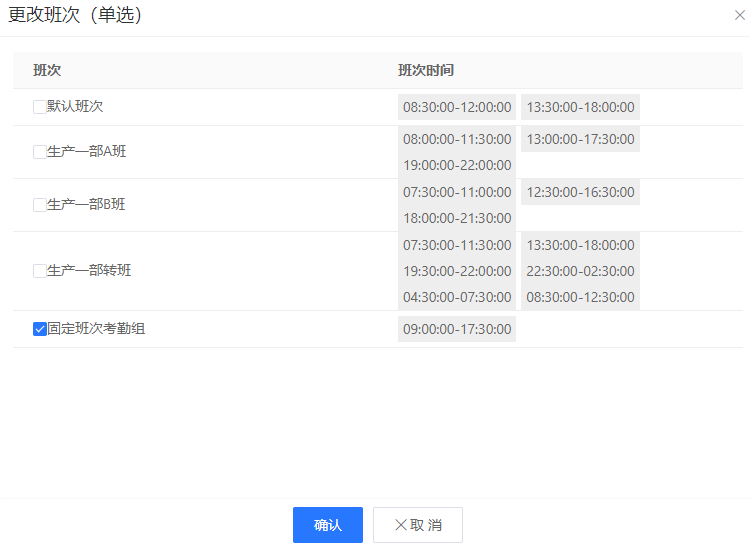 更改班次（单选）
班次 班次时间
默认班次 08:30:00-12:00:00 13:30:00-18:00:00
生产一部A班 08:00:00-11:30:00 13:00:00-17:30:00
19:00:00-22:00:00
生产一部B班 07:30:00-11:00:00 12:30:00-16:30:00
18:00:00-21:30:00
生产一部转班 07:30:00-11:30:00 13:30:00-18:00:00
19:30:00-22:00:00 22:30:00-02:30:00
04:30:00-07:30:00 08:30:00-12:30:00
固定班次考勤组 09:00:00-17:30:00
确认 取 消